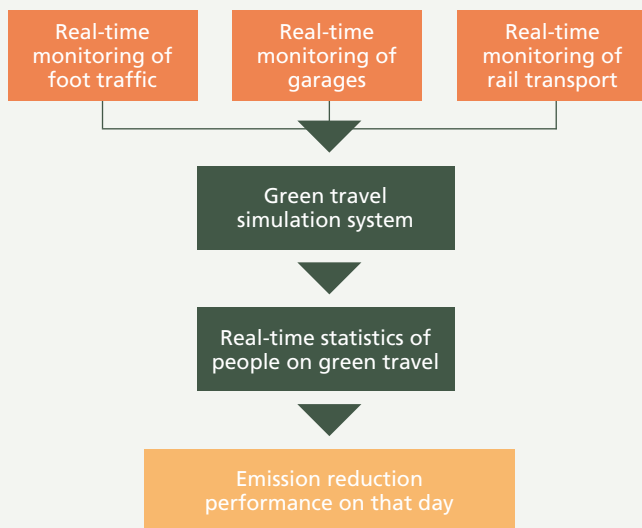 Real-time
monitoring of
foot traffic
Real-time
monitoring of
garages
Real-time
monitoring of
rail transport
Green travel
simulation system
Real-time statistics of
people on green travel
Emission reduction
performance on that day